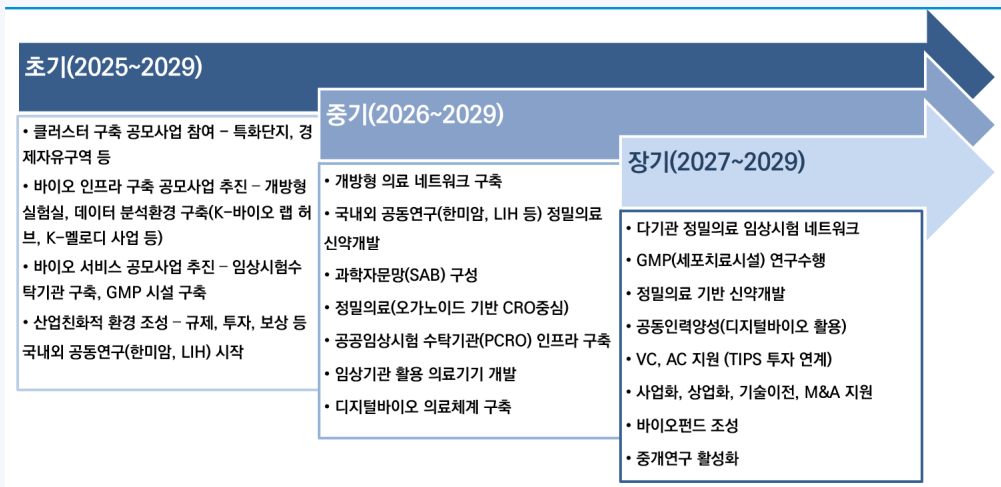 초기(2025~2029)
• 클러스터 구축 공모사업 참여 – 특화단지, 경
제자유구역 등
• 바이오 인프라 구축 공모사업 추진 – 개방형
실험실, 데이터 분석환경 구축(K-바이오 랩 허
브, K-멜로디 사업 등)
• 바이오 서비스 공모사업 추진 – 임상시험수
탁기관 구축, GMP 시설 구축
• 산업친화적 환경 조성 – 규제, 투자, 보상 등
국내외 공동연구(한미암, LIH) 시작
중기(2026~2029)
• 개방형 의료 네트워크 구축
• 국내외 공동연구(한미암, LIH 등) 정밀의료
신약개발
• 과학자문망(SAB) 구성
• 정밀의료(오가노이드 기반 CRO중심)
• 공공임상시험 수탁기관(PCRO) 인프라 구축
• 임상기관 활용 의료기기 개발
• 디지털바이오 의료체계 구축
장기(2027~2029)
• 다기관 정밀의료 임상시험 네트워크
• GMP(세포치료시설) 연구수행
• 정밀의료 기반 신약개발
• 공동인력양성(디지털바이오 활용)
• VC, AC 지원 (TIPS 투자 연계)
• 사업화, 상업화, 기술이전, M&A 지원
• 바이오펀드 조성
• 중개연구 활성화